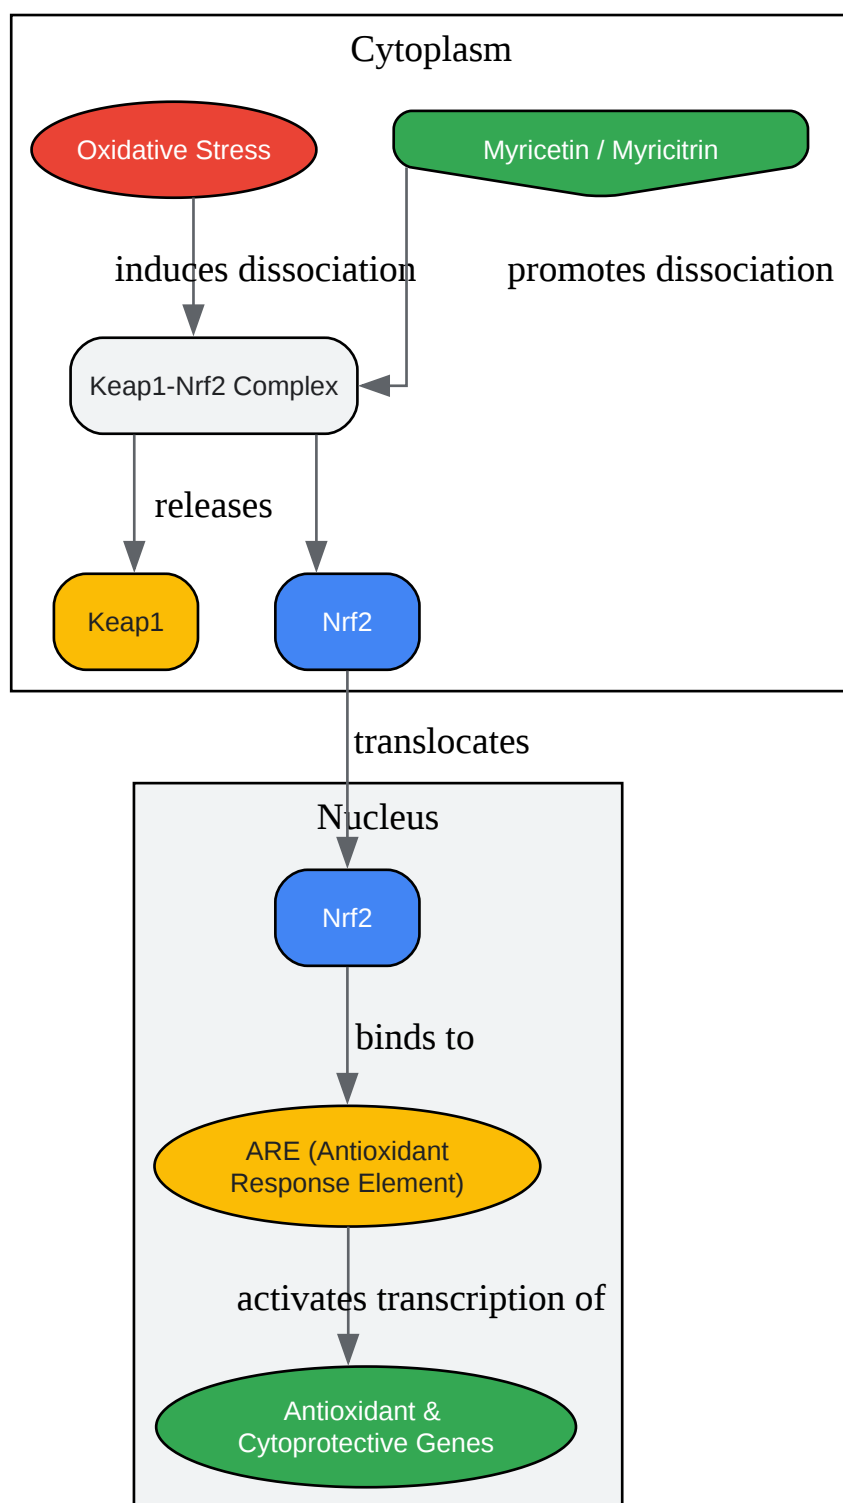 Cytoplasm
Oxidative Stress
Myricetin / Myricitrin
induces dissociation
promotes dissociation
Keap1-Nrf2 Complex
releases
Keap1
Nrf2
translocates
Nucleus
Nrf2
binds to
ARE (Antioxidant
Response Element)
activates transcription of
Antioxidant &
Cytoprotective Genes